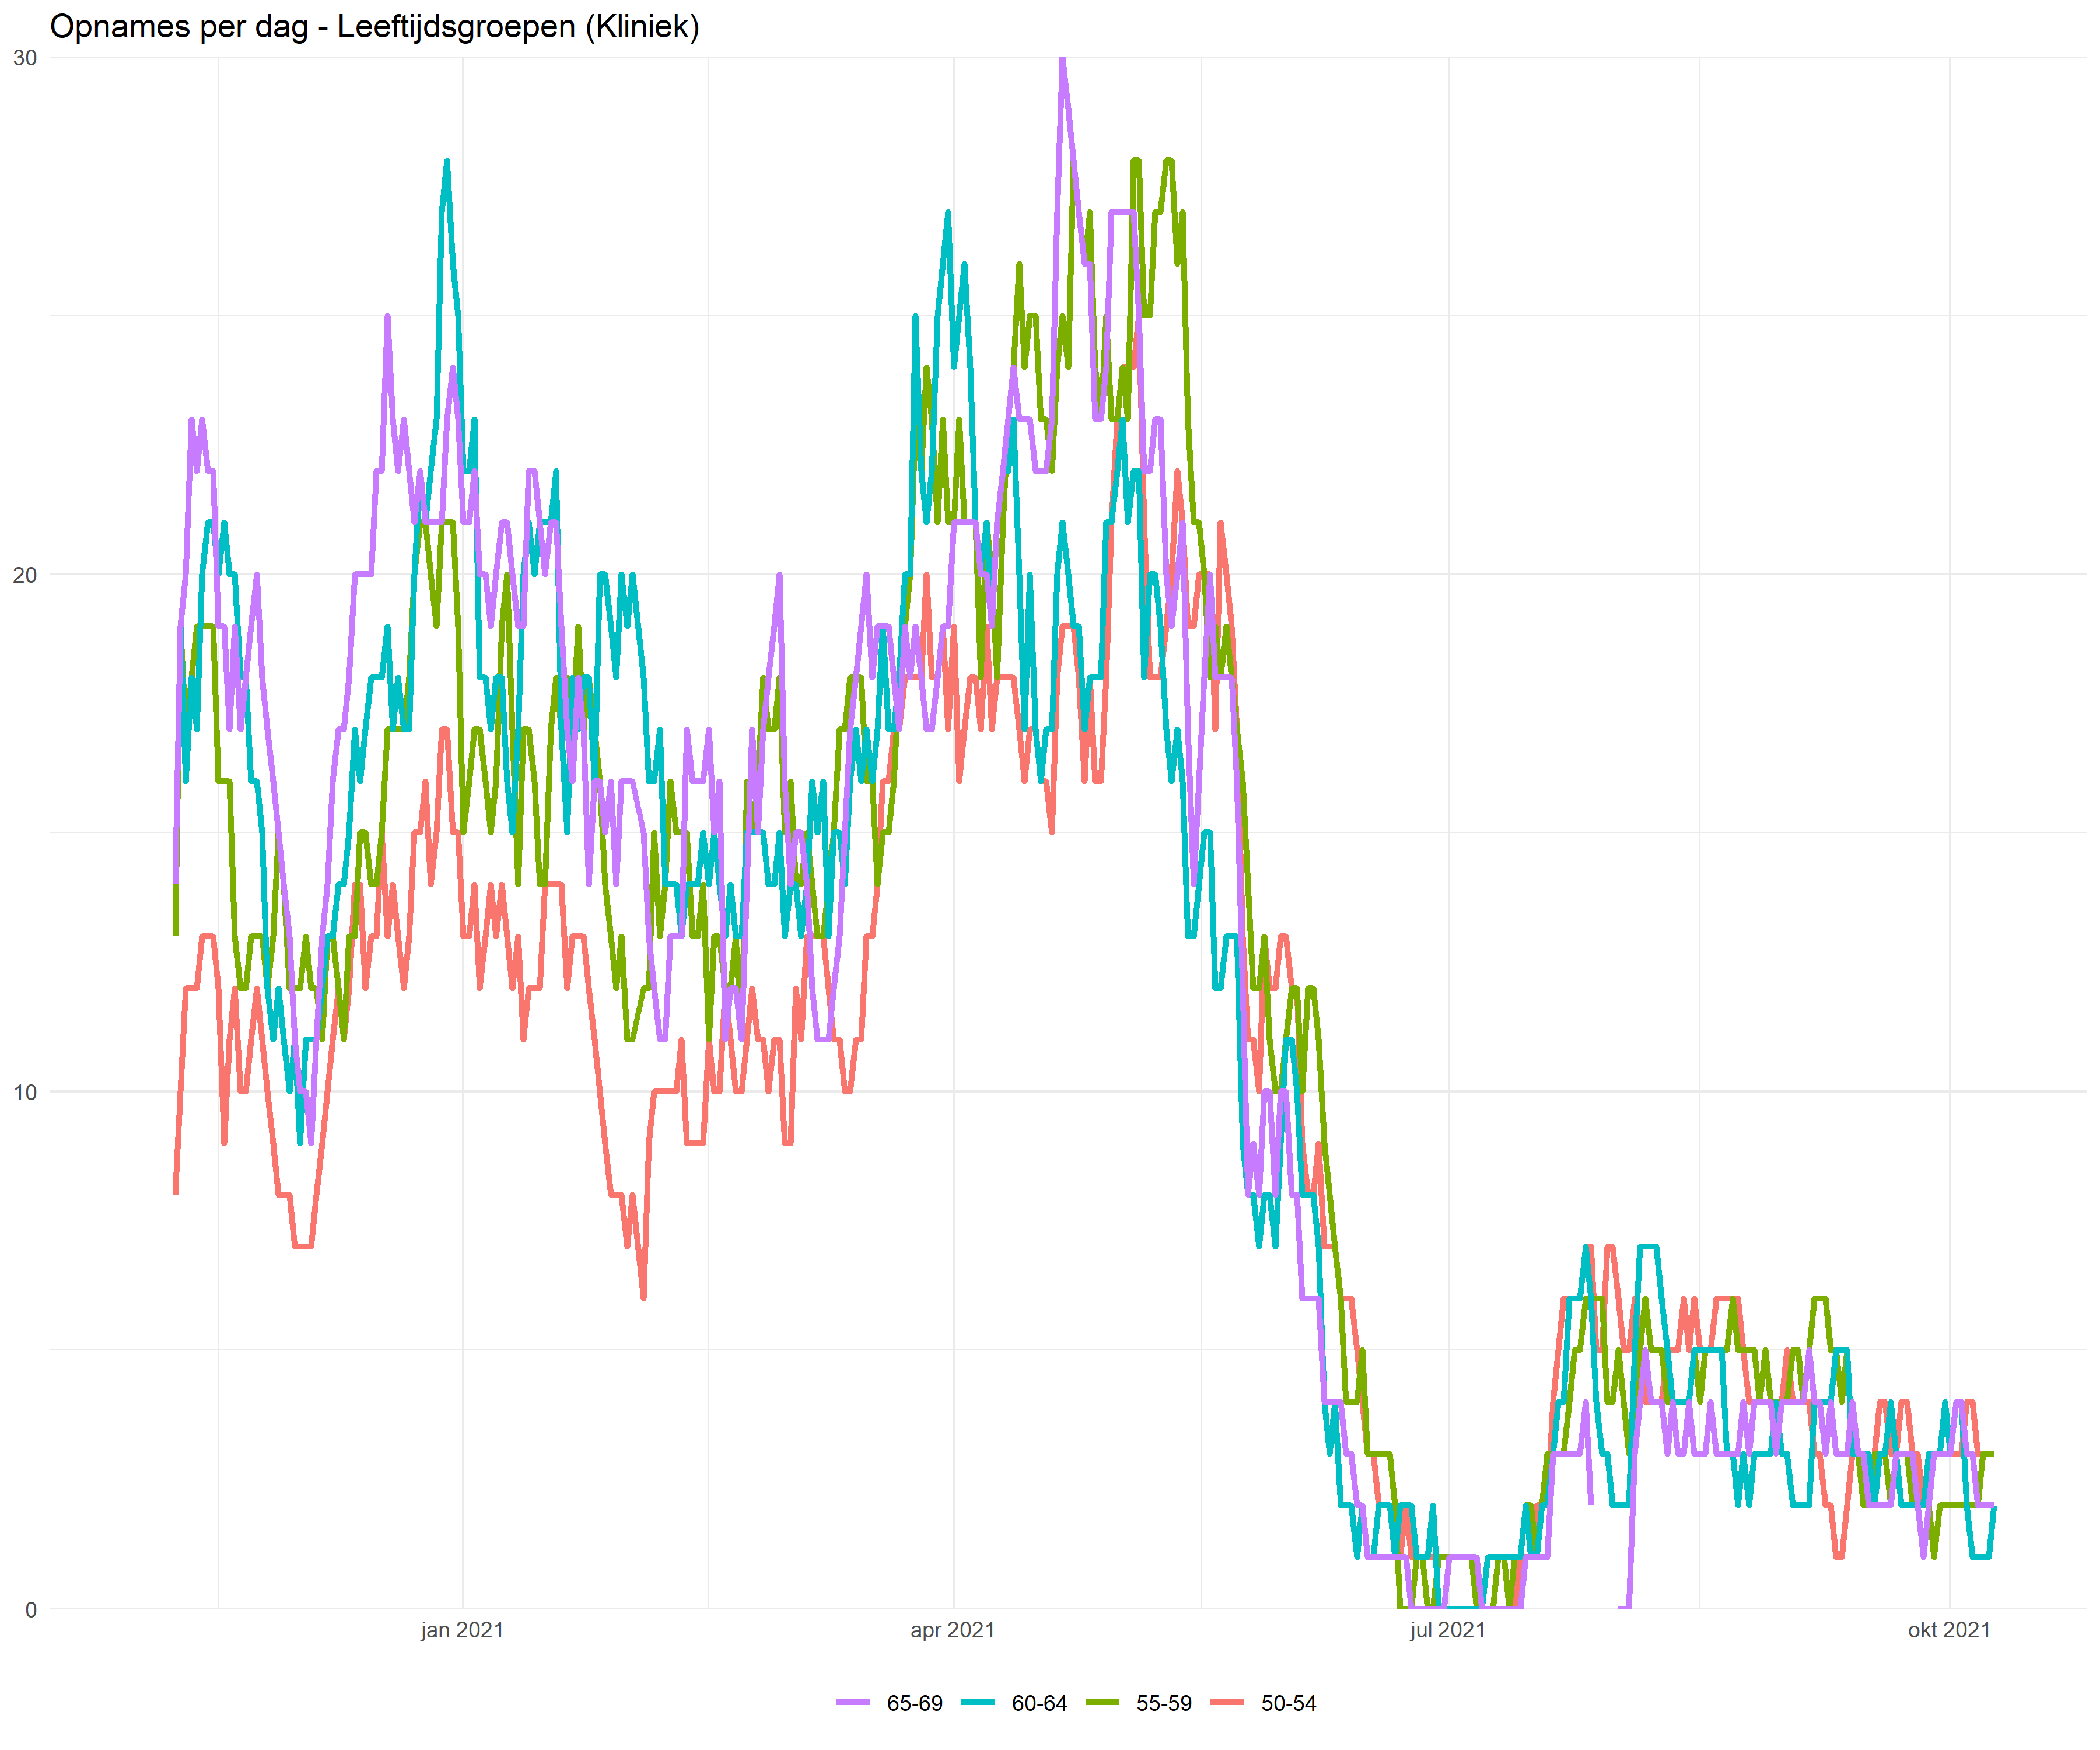 Opnames per dag - Leeftijdsgroepen (Kliniek)
30
20
10
0
jan 2021 apr 2021 jul 2021 okt 2021
65-69 60-64 55-59 50-54